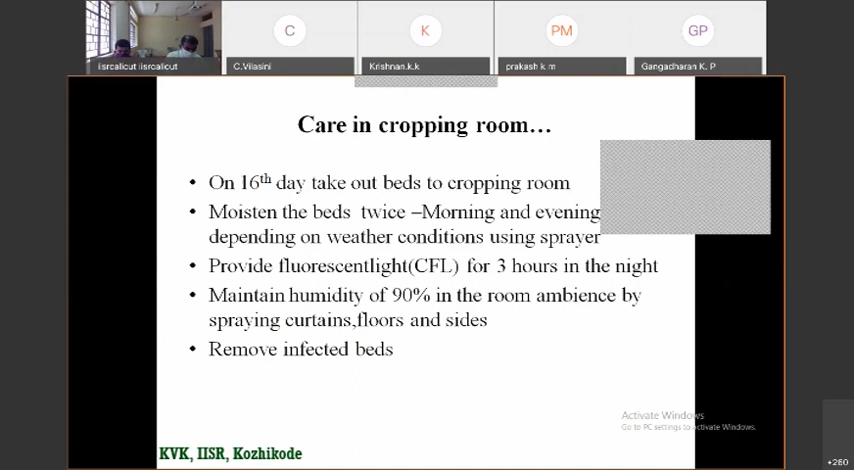 C
K
PM
GP
iisrcalicut iisrcalicut
C.Vilasini
Krishnan.k.k
prakash k m
Gangadharan K. P
Care in cropping room…
• On 16th day take out beds to cropping room
• Moisten the beds twice –Morning and evening
depending on weather conditions using sprayer
• Provide fluorescentlight(CFL) for 3 hours in the night
• Maintain humidity of 90% in the room ambience by
spraying curtains,floors and sides
• Remove infected beds
Activate Windows
Go to PC settings to activate Windows.
KVK, IISR, Kozhikode
+260